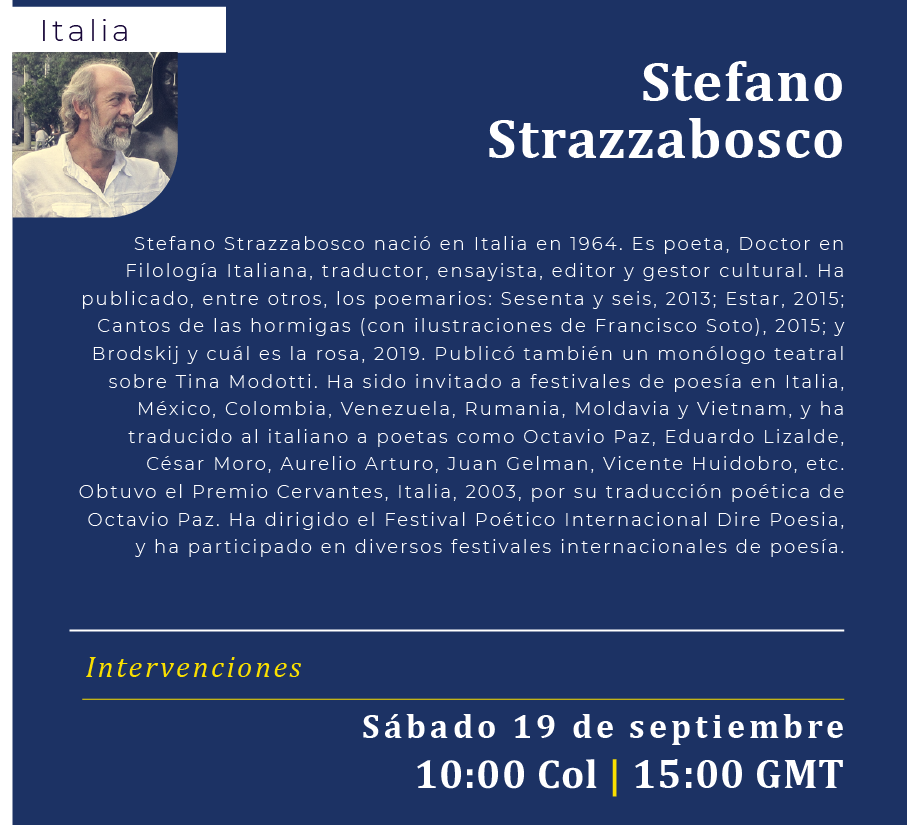 Italia
Stefano
Strazzabosco
Stefano Strazzabosco nació en Italia en 1964. Es poeta, Doctor en
Filología Italiana, traductor, ensayista, editor y gestor cultural. Ha
publicado, entre otros, los poemarios: Sesenta y seis, 2013; Estar, 2015;
Cantos de las hormigas (con ilustraciones de Francisco Soto), 2015; y
Brodskij y cuál es la rosa, 2019. Publicó también un monólogo teatral
sobre Tina Modotti. Ha sido invitado a festivales de poesía en Italia,
México, Colombia, Venezuela, Rumania, Moldavia y Vietnam, y ha
traducido al italiano a poetas como Octavio Paz, Eduardo Lizalde,
César Moro, Aurelio Arturo, Juan Gelman, Vicente Huidobro, etc.
Obtuvo el Premio Cervantes, Italia, 2003, por su traducción poética de
Octavio Paz. Ha dirigido el Festival Poético Internacional Dire Poesia,
y ha participado en diversos festivales internacionales de poesía.
Intervenciones
Sábado 19 de septiembre
10:00 Col | 15:00 GMT